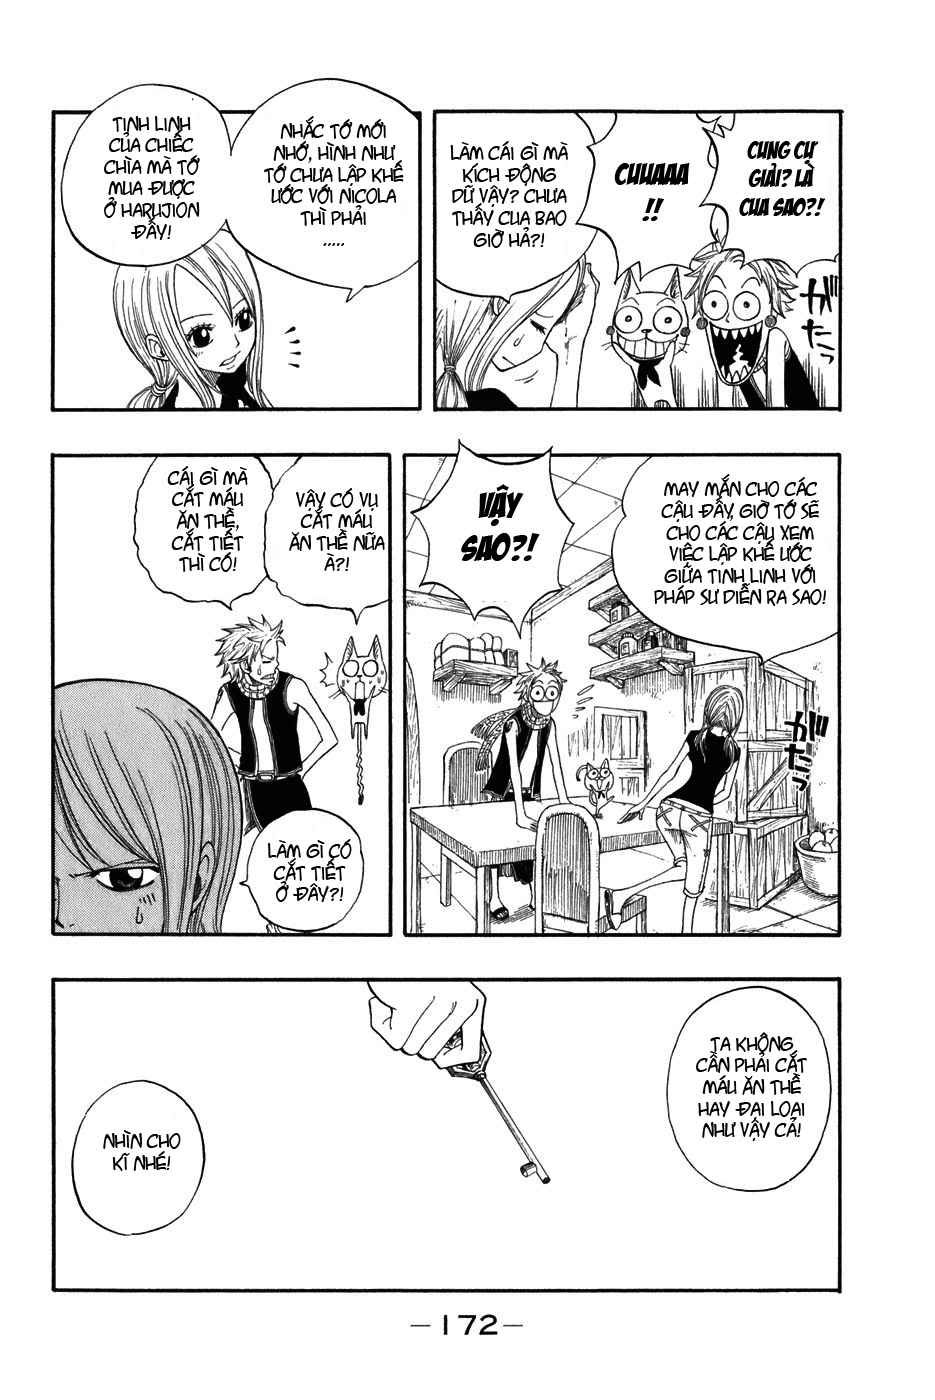 CUNG CỰ
GIẢI? LÀ
CUA SAO?!
CUUAAA
!!
LÀM CÁI GÌ MÀ
KÍCH ĐỘNG
DỮ VẬY? CHƯA
THẤY CUA BAO
GIỜ HẢ?!
NHẮC TỚ MỚI
NHỚ, HÌNH NHƯ
TỚ CHƯA LẬP KHẾ
ƯỚC VỚI NICOLA
THÌ PHẢI
.....
TINH LINH
CỦA CHIẾC
CHÌA MÀ TỚ
MUA ĐƯỢC
Ở HARUJION
ĐẤY!
ガ
タ
ッ
MAY MẮN CHO CÁC
CẬU ĐẤY, GIỜ TỚ SẼ
CHO CÁC CẬU XEM
VIỆC LẬP KHẾ ƯỚC
GIỮA TINH LINH VỚI
PHÁP SƯ DIỄN RA SAO!
VẬY
SAO?!
ガ
タ
ッ
VẬY CÓ VỤ
CẮT MÁU
ĂN THỀ NỮA
À?!
CÁI GÌ MÀ
CẮT MÁU
ĂN THỀ,
CẮT TIẾT
THÌ CÓ!
LÀM GÌ CÓ
CẮT TIẾT
Ở ĐÂY?!
TA KHÔNG
CẦN PHẢI CẮT
MÁU ĂN THỀ
HAY ĐẠI LOẠI
NHƯ VẬY CẢ!
NHÌN CHO
KĨ NHÉ!
—172—